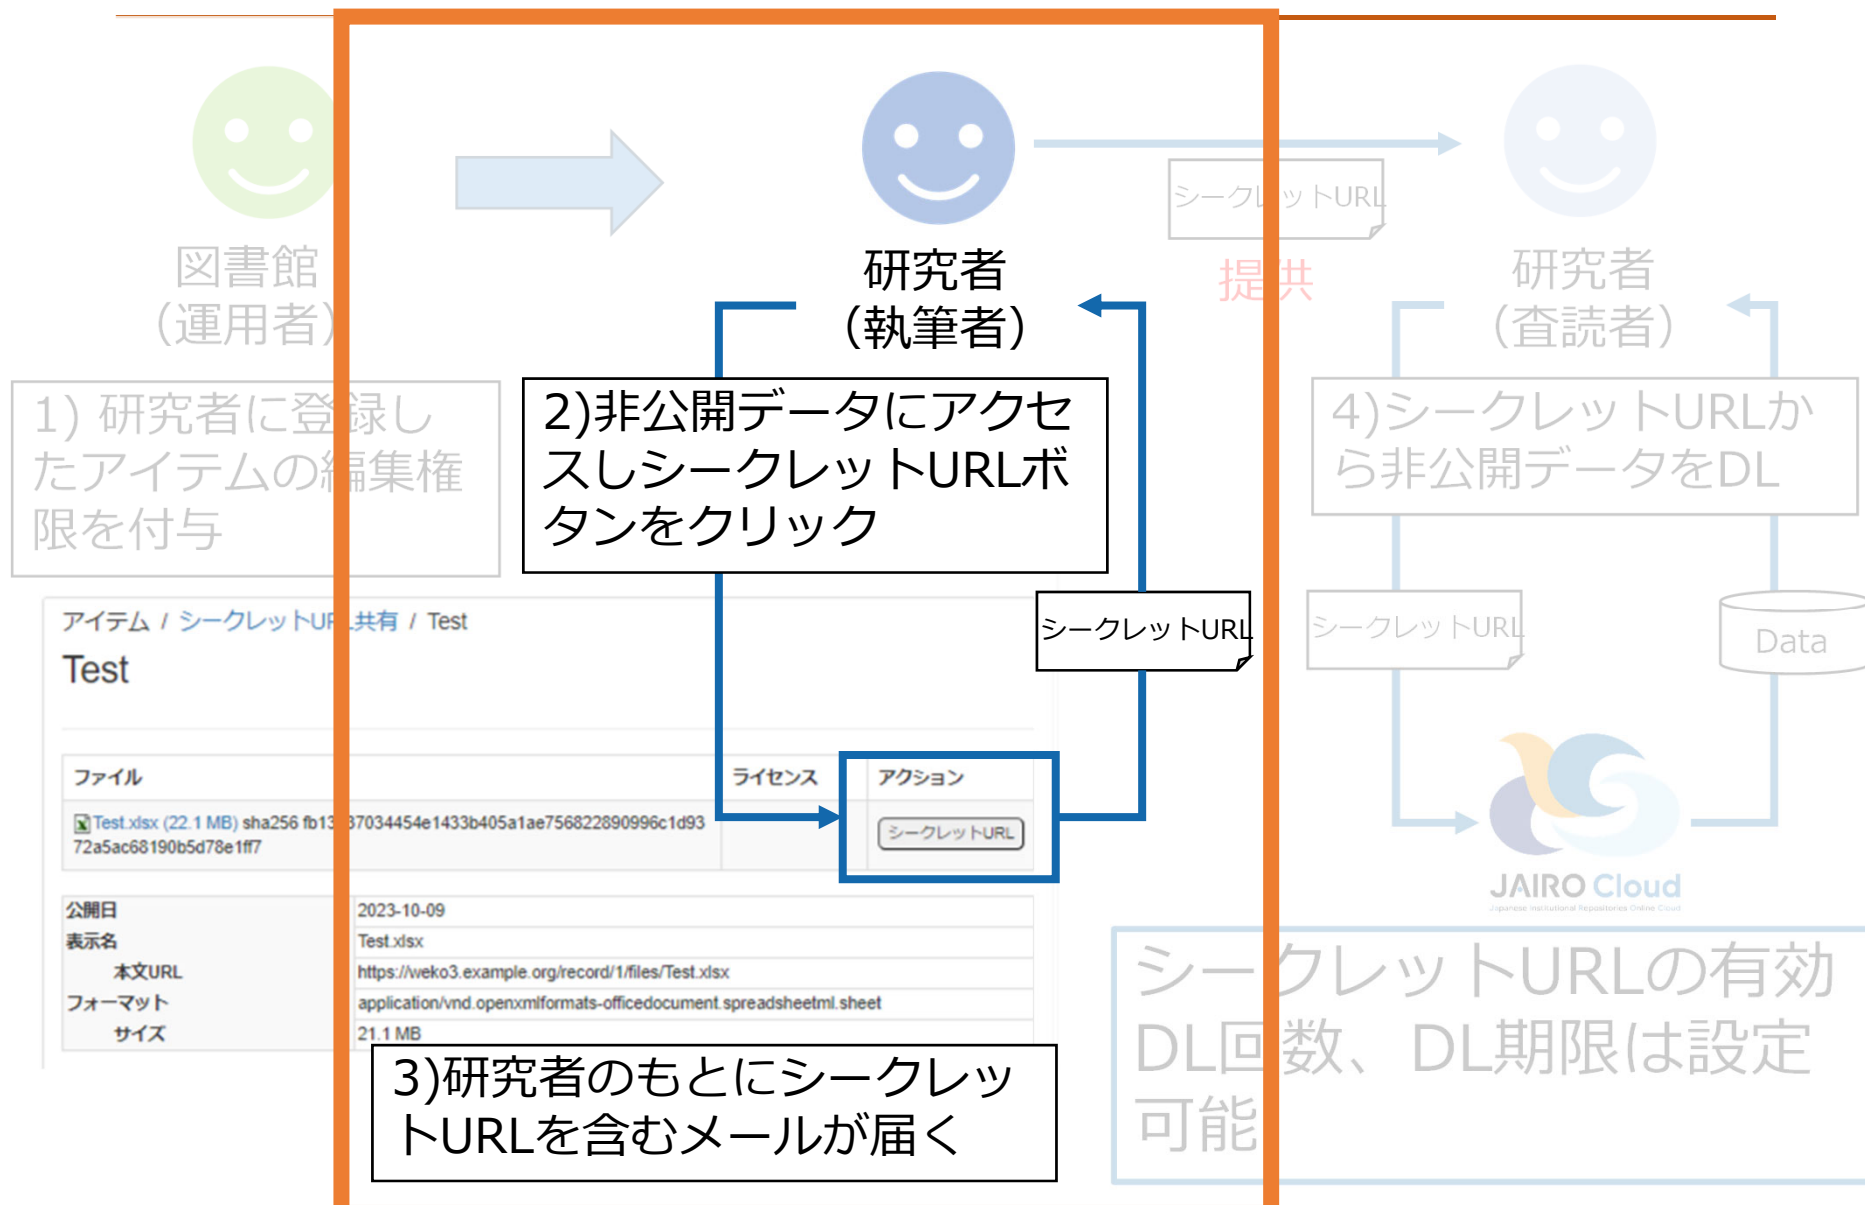 図書館
（運用者）
研究者
（執筆者）
シークレットURL
提供
研究者
（査読者）
1) 研究者に登録し
たアイテムの編集権
限を付与
2)非公開データにアクセ
スしシークレットURLボ
タンをクリック
4)シークレットURLか
ら非公開データをDL
シークレットURL
シークレットURL
Data
アイテム / シークレットURL共有 / Test
Test
ファイル ライセンス アクション
Test.xlsx (22.1 MB) sha256 37034454e1433b405a1ae756822890996c1d93
72a5ac68190b5d78e1ff7
シークレットURL
公開日 2023-10-09
表示名 Test.xlsx
本文URL https://weko3.example.org/record/1/files/Test.xlsx
フォーマット application/vnd.openxmlformats-officedocument.spreadsheetml.sheet
サイズ 21.1 MB
3)研究者のもとにシークレッ
トURLを含むメールが届く
JAIRO Cloud
Japanese Institutional Repositories Online Cloud
シークレットURLの有効
DL回数、DL期限は設定
可能